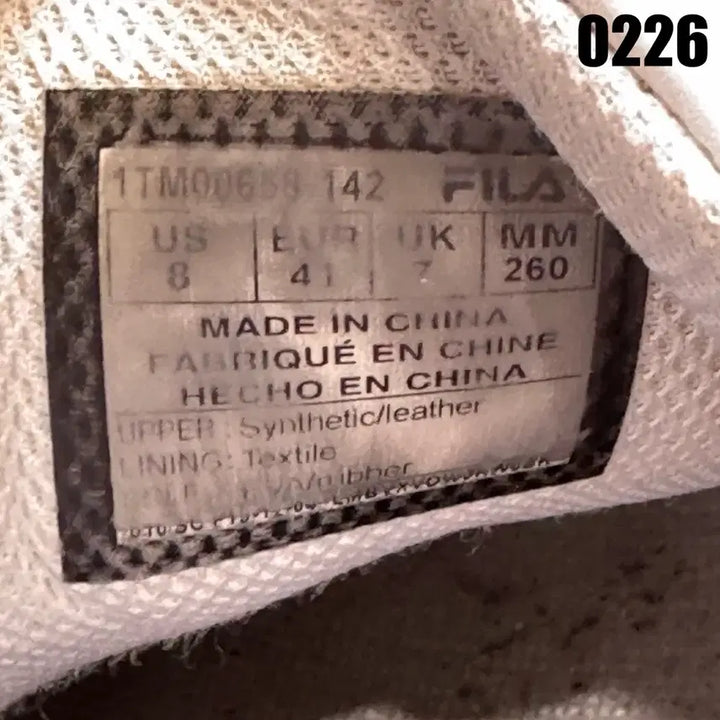 0226
1TM00658 142 FILA
US EUR UK MM
8 41 7 260
MADE IN CHINA
FABRIQUÉ EN CHINE
HECHO EN CHINA
UPPER: Synthetic/leather
LINING: Textile